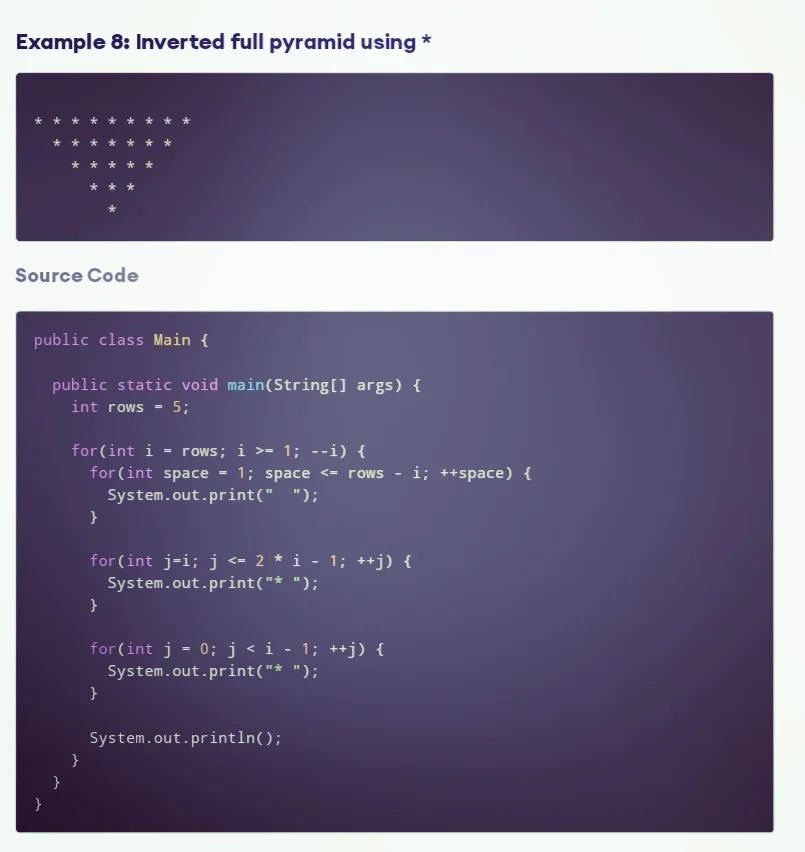 Example 8: Inverted full pyramid using *
* * * * * * * * *
  * * * * * * *
    * * * * *
      * * *
        *
Source Code
public class Main {

  public static void main(String[] args) {
    int rows = 5;

    for(int i = rows; i >= 1; --i) {
      for(int space = 1; space <= rows - i; ++space) {
        System.out.print("  ");
      }

      for(int j=i; j <= 2 * i - 1; ++j) {
        System.out.print("* ");
      }

      for(int j = 0; j < i - 1; ++j) {
        System.out.print("* ");
      }

      System.out.println();
    }
  }
}